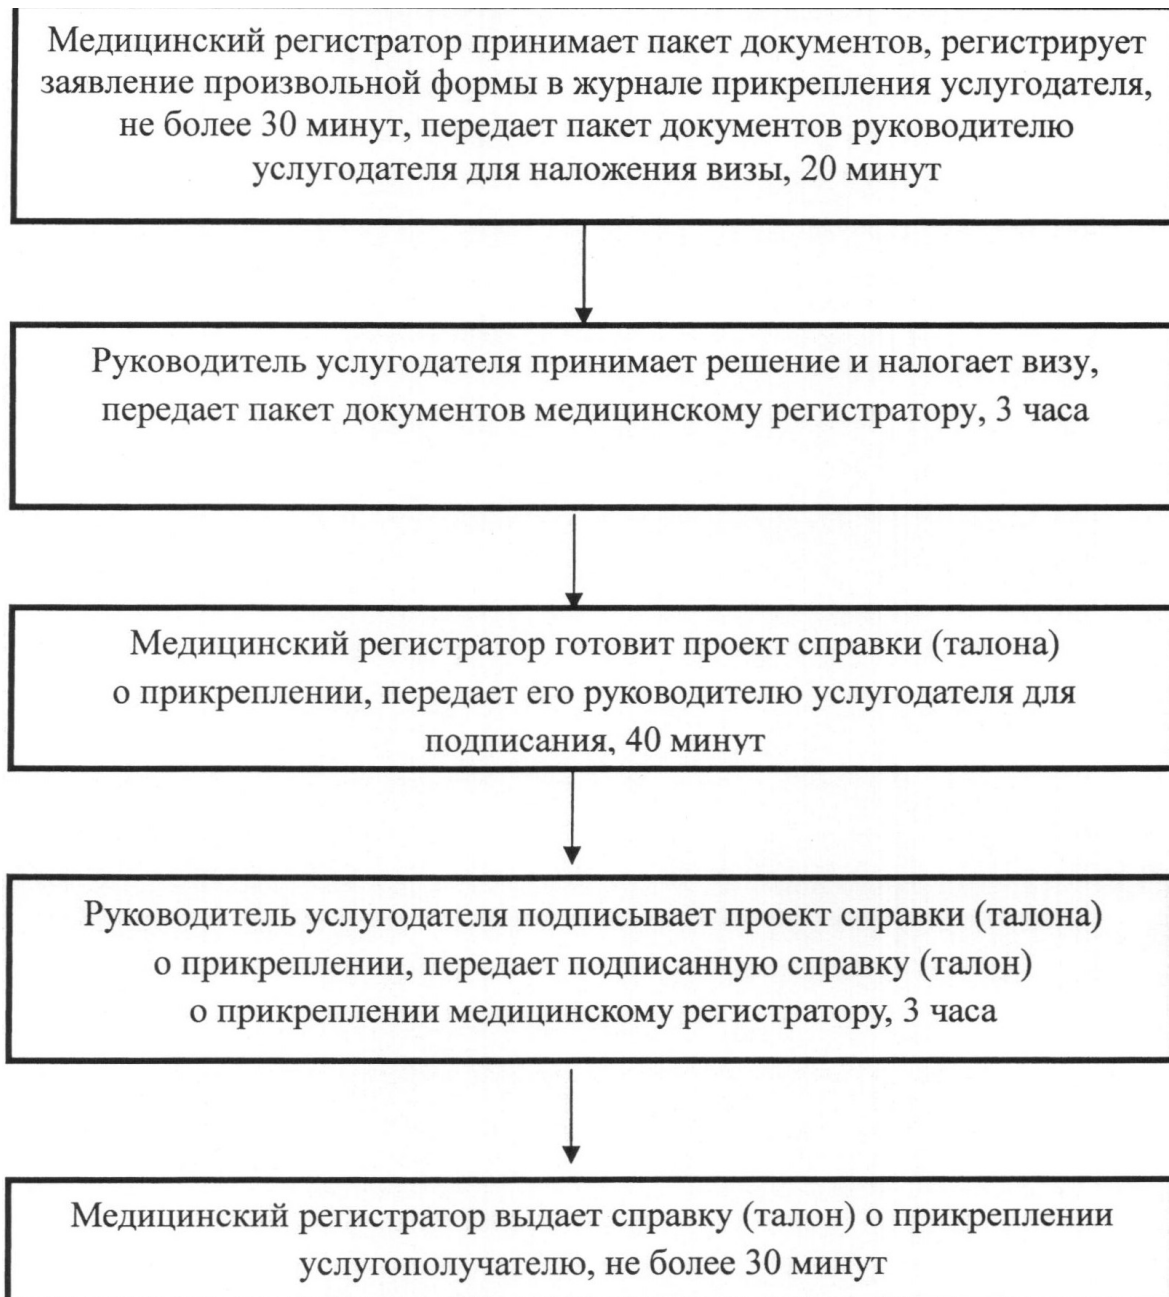 Медицинский регистратор принимает пакет документов, регистрирует
заявление произвольной формы в журнале прикрепления услугодателя,
не более 30 минут, передает пакет документов руководителю
услугодателя для наложения визы, 20 минут
Руководитель услугодателя принимает решение и налогает визу,
передает пакет документов медицинскому регистратору, 3 часа
Медицинский регистратор готовит проект справки (талона)
о прикреплении, передает его руководителю услугодателя для
подписания, 40 минут
Руководитель услугодателя подписывает проект справки (талона)
о прикреплении, передает подписанную справку (талон)
о прикреплении медицинскому регистратору, 3 часа
Медицинский регистратор выдает справку (талон) о прикреплении
услугополучателю, не более 30 минут